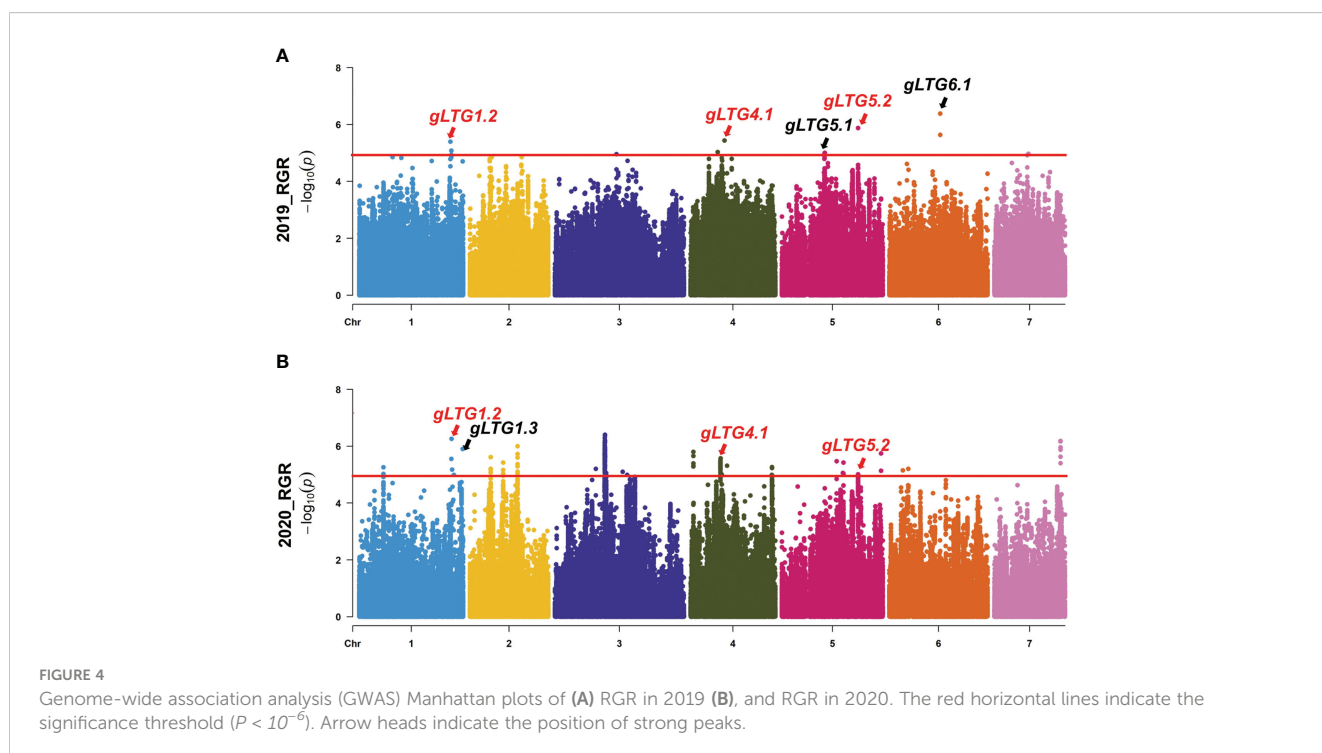 A
8
6
4
2
0
2019_RGR
−log10(p)
gLTG1.2
gLTG4.1
gLTG5.1
gLTG5.2
gLTG6.1
Chr 1 2 3 4 5 6 7
B
8
6
4
2
0
2020_RGR
−log10(p)
gLTG1.2
gLTG1.3
gLTG4.1
gLTG5.2
Chr 1 2 3 4 5 6 7
FIGURE 4
Genome-wide association analysis (GWAS) Manhattan plots of (A) RGR in 2019 (B), and RGR in 2020. The red horizontal lines indicate the
significance threshold (P < 10⁻⁶). Arrow heads indicate the position of strong peaks.